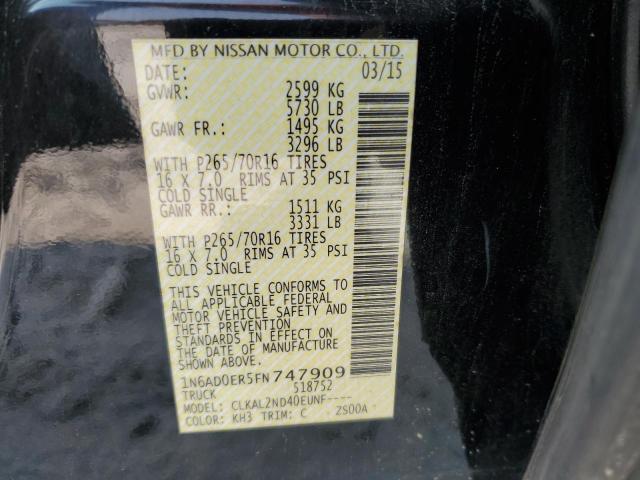 MFD BY NISSAN MOTOR CO., LTD.
DATE: 03/15
GVWR: 2599 KG
5730 LB
GAWR FR.: 1495 KG
3296 LB
WITH P265/70R16 TIRES
16 X 7.0 RIMS AT 35 PSI
COLD SINGLE
GAWR RR.: 1511 KG
3331 LB
WITH P265/70R16 TIRES
16 X 7.0 RIMS AT 35 PSI
COLD SINGLE
THIS VEHICLE CONFORMS TO
ALL APPLICABLE FEDERAL
MOTOR VEHICLE SAFETY AND
THEFT PREVENTION
STANDARDS IN EFFECT ON
THE DATE OF MANUFACTURE
SHOWN ABOVE.
1N6AD0ER5FN747909
TRUCK 518752
MODEL: CLKAL2ND40EUNF----
COLOR: KH3 TRIM: C ZS00A